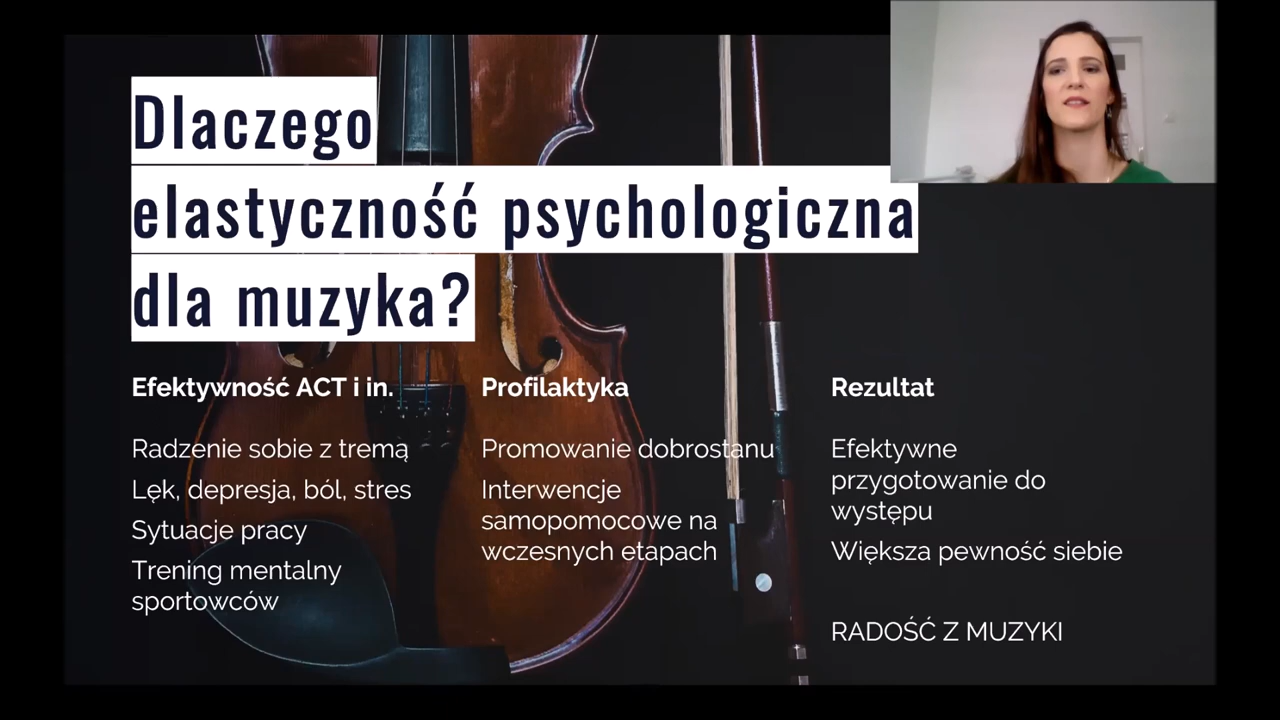 Dlaczego
elastyczność psychologiczna
dla muzyka?
Efektywność ACT i in.
Radzenie sobie z tremą
Lęk, depresja, ból, stres
Sytuacje pracy
Trening mentalny
sportowców
Profilaktyka
Promowanie dobrostanu
Interwencje
samopomocowe na
wczesnych etapach
Rezultat
Efektywne
przygotowanie do
występu
Większa pewność siebie
RADOŚĆ Z MUZYKI